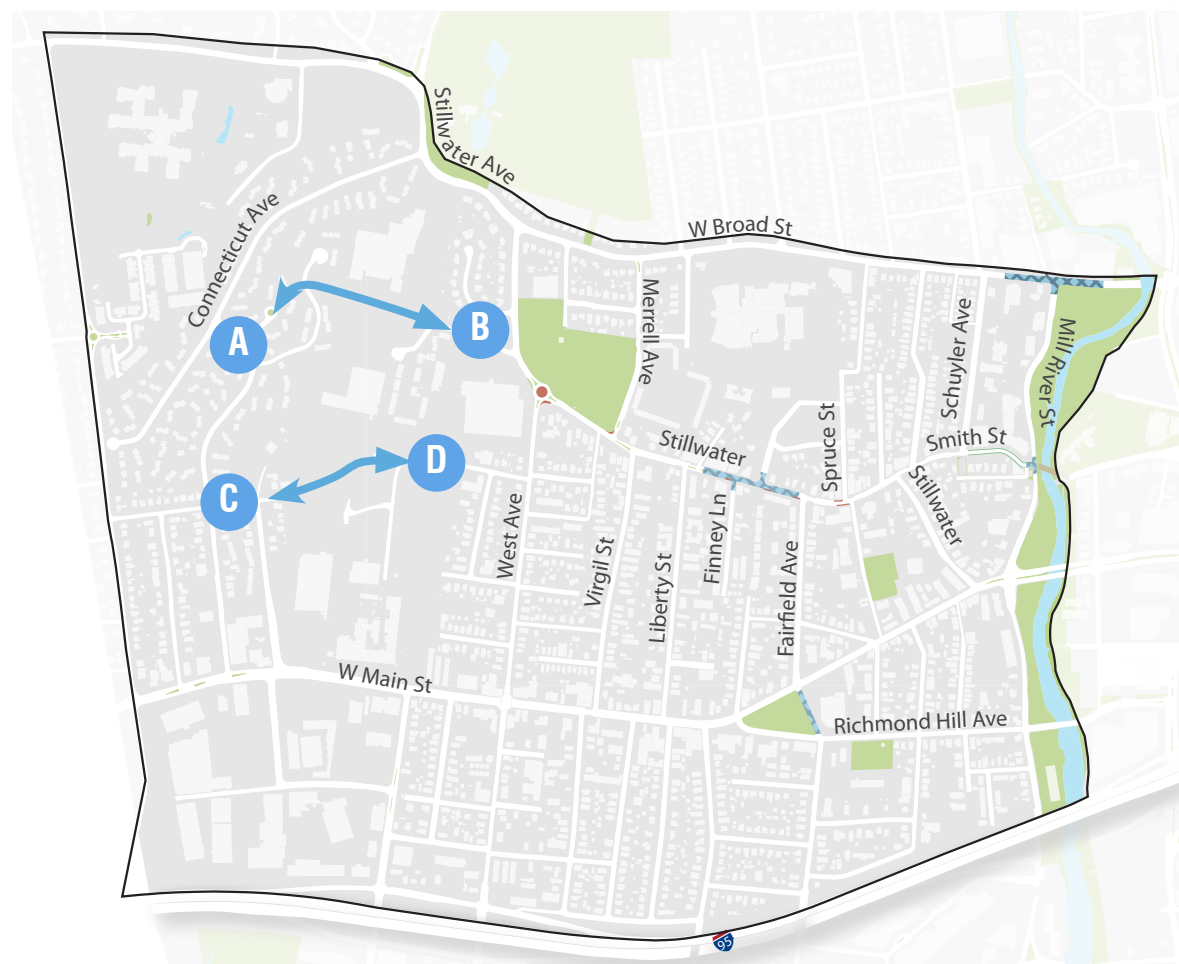 Stillwater Ave
W Broad St
Connecticut Ave
Merrell Ave
A
B
Schuyler Ave
Mill River St
Spruce St
Smith St
Stillwater
Stillwater
C
D
West Ave
Virgil St
Liberty St
Finney Ln
Fairfield Ave
W Main St
Richmond Hill Ave
95